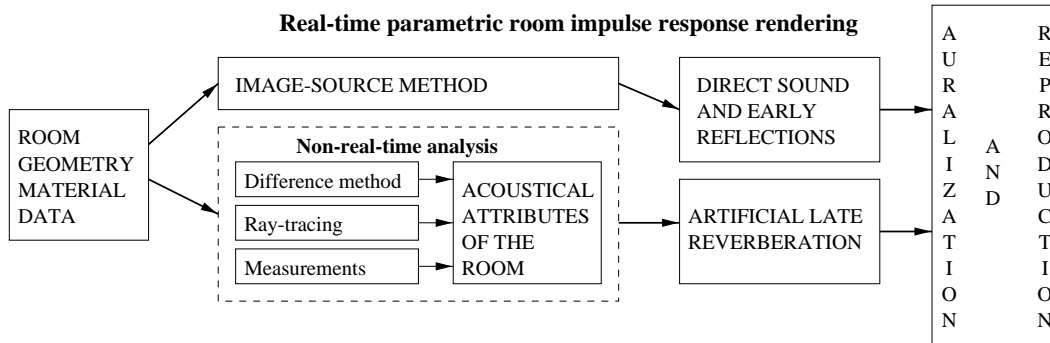 Real-time parametric room impulse response rendering
ROOM
GEOMETRY
MATERIAL
DATA
IMAGE-SOURCE METHOD
Non-real-time analysis
Difference method
Ray-tracing
Measurements
ACOUSTICAL
ATTRIBUTES
OF THE
ROOM
DIRECT SOUND
AND EARLY
REFLECTIONS
ARTIFICIAL LATE
REVERBERATION
AURALIZATION
AND
REPRODUCTION